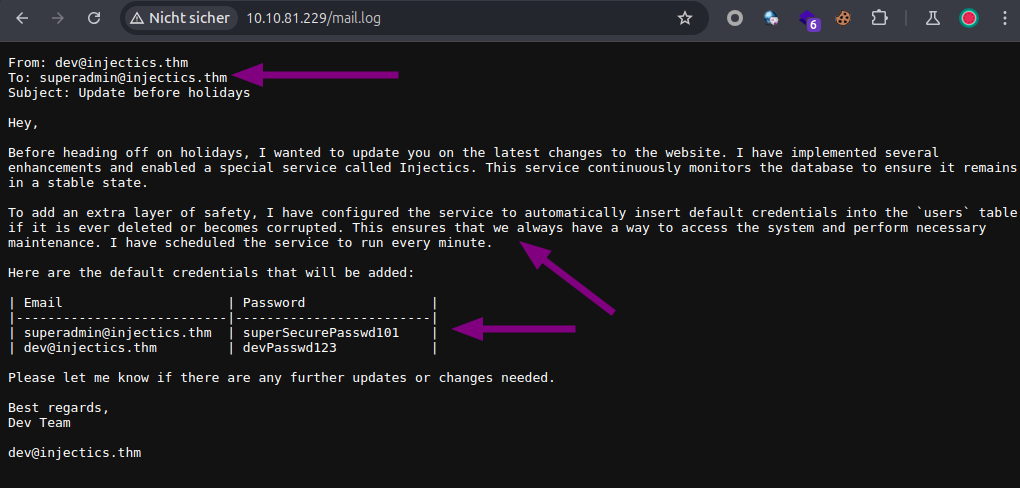 Nicht sicher
10.10.81.229/mail.log
6
From: dev@injectics.thm
To: superadmin@injectics.thm
Subject: Update before holidays
Hey,
Before heading off on holidays, I wanted to update you on the latest changes to the website. I have implemented several
enhancements and enabled a special service called Injectics. This service continuously monitors the database to ensure it remains
in a stable state.
To add an extra layer of safety, I have configured the service to automatically insert default credentials into the `users` table
if it is ever deleted or becomes corrupted. This ensures that we always have a way to access the system and perform necessary
maintenance. I have scheduled the service to run every minute.
Here are the default credentials that will be added:
| Email                     | Password                |
|---------------------------|-------------------------|
| superadmin@injectics.thm  | superSecurePasswd101    |
| dev@injectics.thm         | devPasswd123            |
Please let me know if there are any further updates or changes needed.
Best regards,
Dev Team
dev@injectics.thm